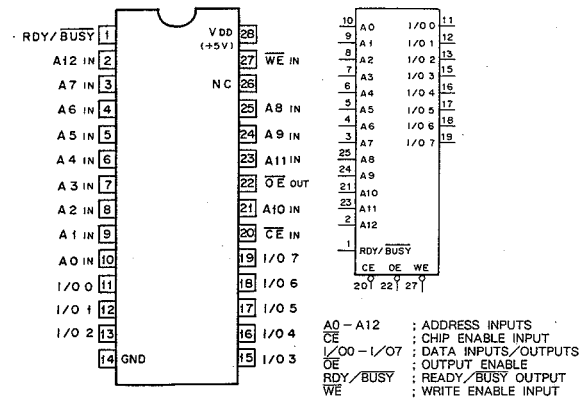 RDY/BUSY 1
A12 IN 2
A7 IN 3
A6 IN 4
A5 IN 5
A4 IN 6
A3 IN 7
A2 IN 8
A1 IN 9
A0 IN 10
I/O 0 11
I/O 1 12
I/O 2 13
14 GND
VDD 28
(+5V)
27 WE IN
NC 26
25 A8 IN
24 A9 IN
23 A11 IN
22 OE OUT
21 A10 IN
20 CE IN
19 I/O 7
18 I/O 6
17 I/O 5
16 I/O 4
15 I/O 3
10 A0
9 A1
8 A2
7 A3
6 A4
5 A5
4 A6
3 A7
25 A8
24 A9
21 A10
23 A11
2 A12
1 RDY/BUSY
I/O 0 11
I/O 1 12
I/O 2 13
I/O 3 15
I/O 4 16
I/O 5 17
I/O 6 18
I/O 7 19
CE OE WE
20 22 27
A0-A12 ; ADDRESS INPUTS
CE ; CHIP ENABLE INPUT
I/O0-I/O7 ; DATA INPUTS/OUTPUTS
OE ; OUTPUT ENABLE
RDY/BUSY ; READY/BUSY OUTPUT
WE ; WRITE ENABLE INPUT